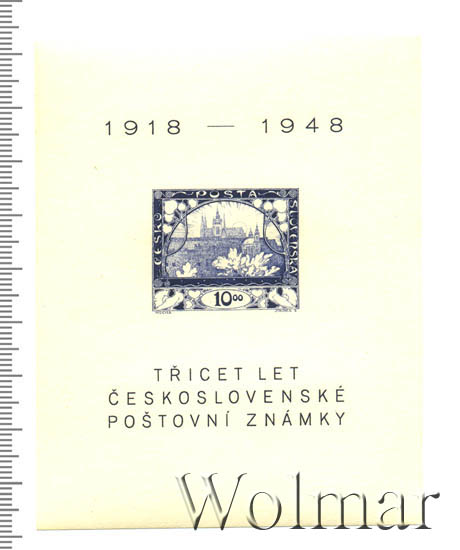 1918 — 1948
POŠTA
ČESKO
SLOVENSKÁ
10 00
TŘICET LET
ČESKOSLOVENSKÉ
POŠTOVNÍ ZNÁMKY
Wolmar